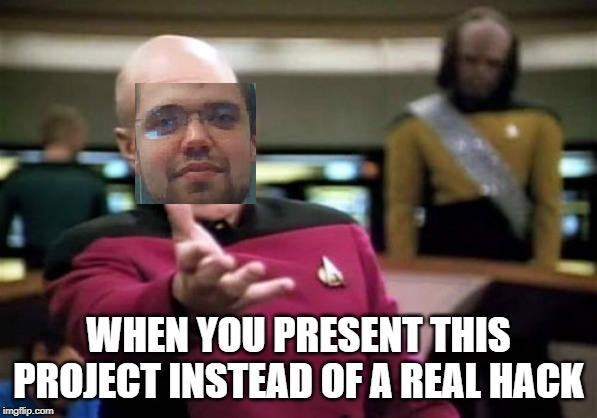 WHEN YOU PRESENT THIS
PROJECT INSTEAD OF A REAL HACK
imgflip.com